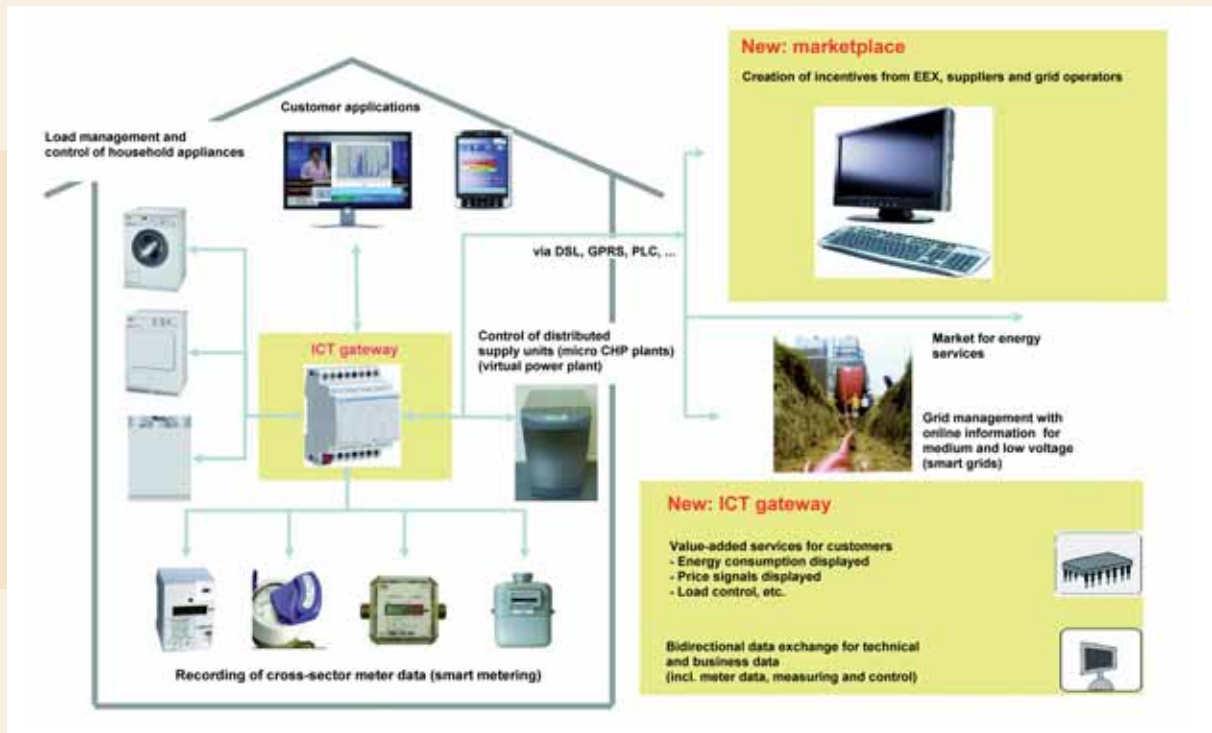 New: marketplace
Creation of incentives from EEX, suppliers and grid operators
Customer applications
Load management and
control of household appliances
via DSL, GPRS, PLC, ...
ICT gateway
Control of distributed
supply units (micro CHP plants)
(virtual power plant)
Market for energy
services
Grid management with
online information for
medium and low voltage
(smart grids)
New: ICT gateway
Value-added services for customers
- Energy consumption displayed
- Price signals displayed
- Load control, etc.
Bidirectional data exchange for technical
and business data
(incl. meter data, measuring and control)
Recording of cross-sector meter data (smart metering)